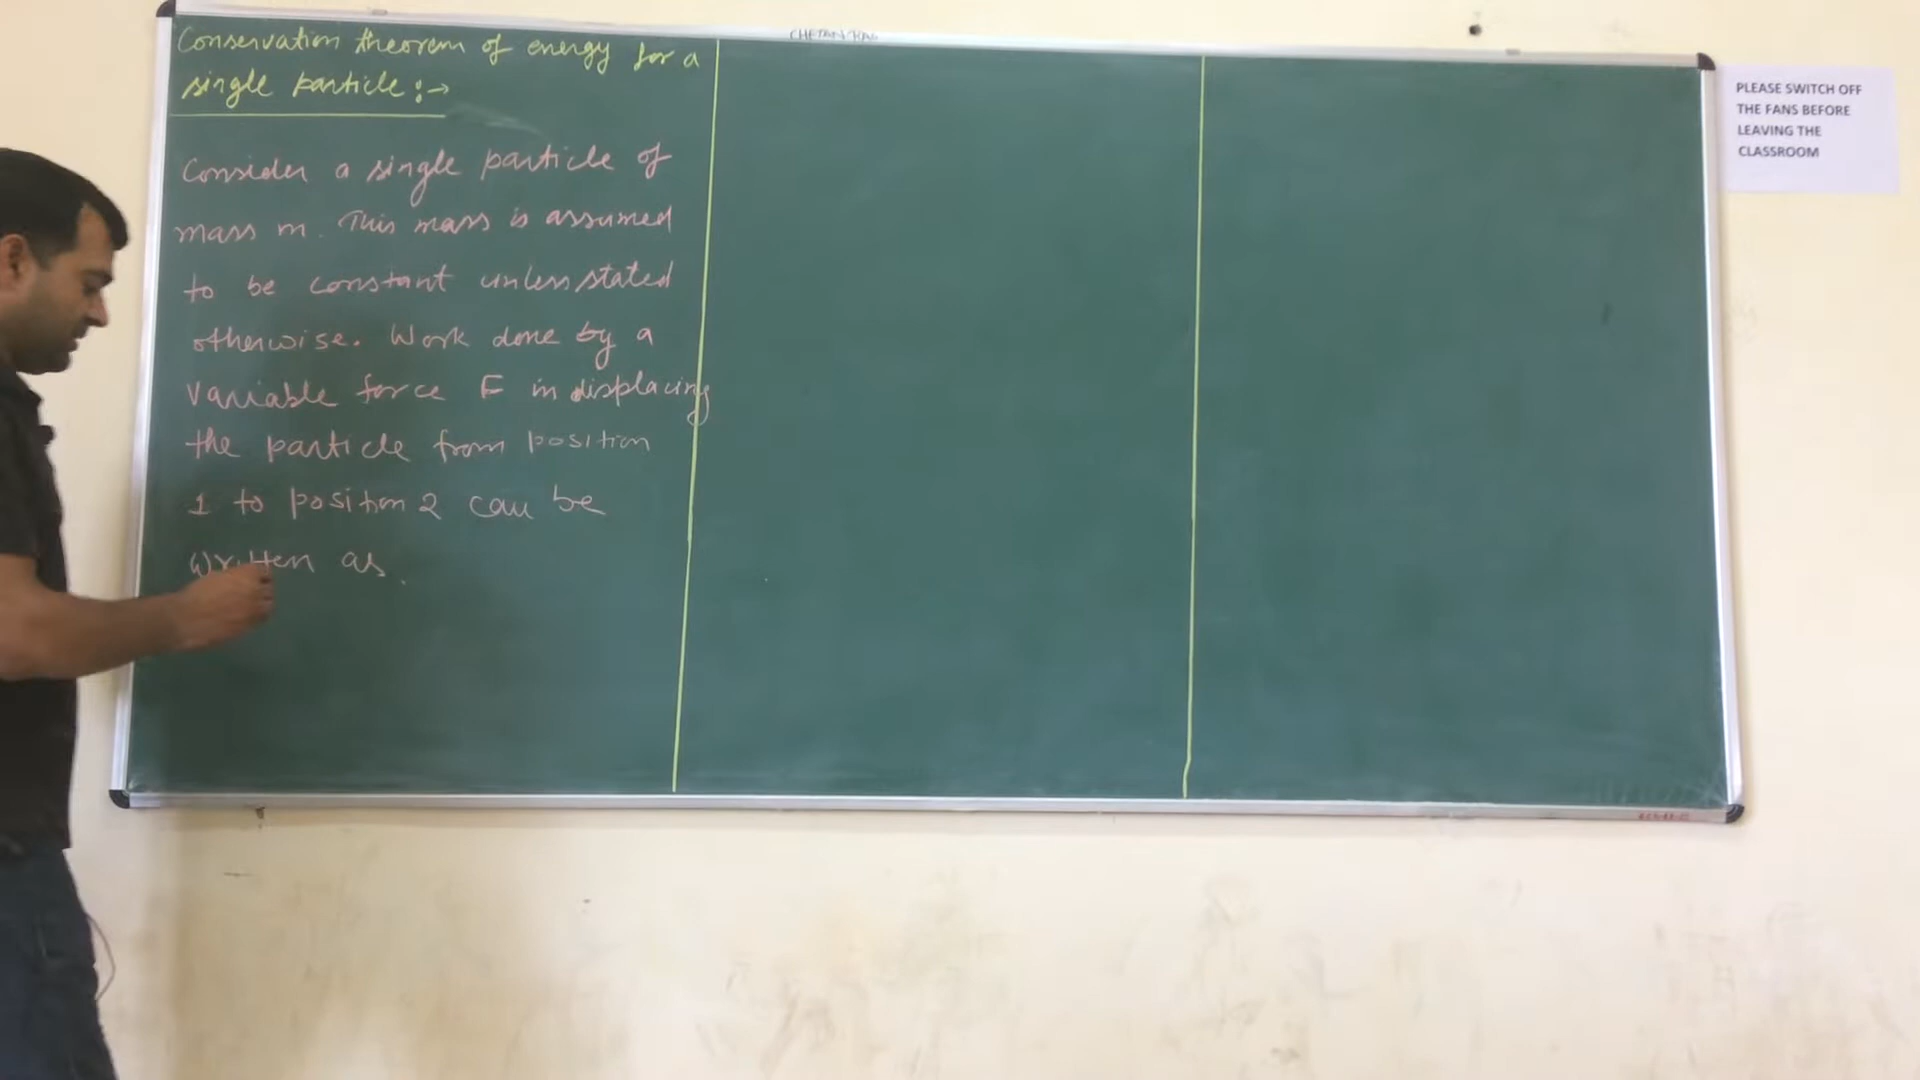 Conservation theorem of energy for a
single particle :→
Consider a single particle of
mass m. This mass is assumed
to be constant unless stated
otherwise. Work done by a
variable force F in displacing
the particle from position
1 to position 2 can be
written as.
PLEASE SWITCH OFF
THE FANS BEFORE
LEAVING THE
CLASSROOM